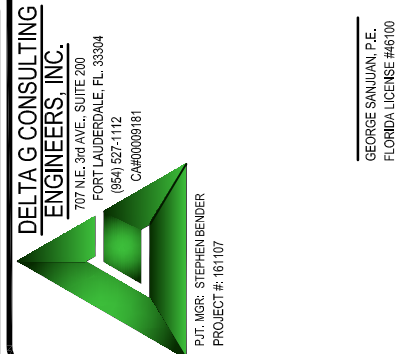 DELTA G CONSULTING
ENGINEERS, INC.
707 N.E. 3rd AVE., SUITE 200
FORT LAUDERDALE, FL. 33304
(954) 527-1112
CA#00009181
PJT. MGR: STEPHEN BENDER
PROJECT #: 161107
GEORGE SANJUAN, P.E.
FLORIDA LICENSE #46100